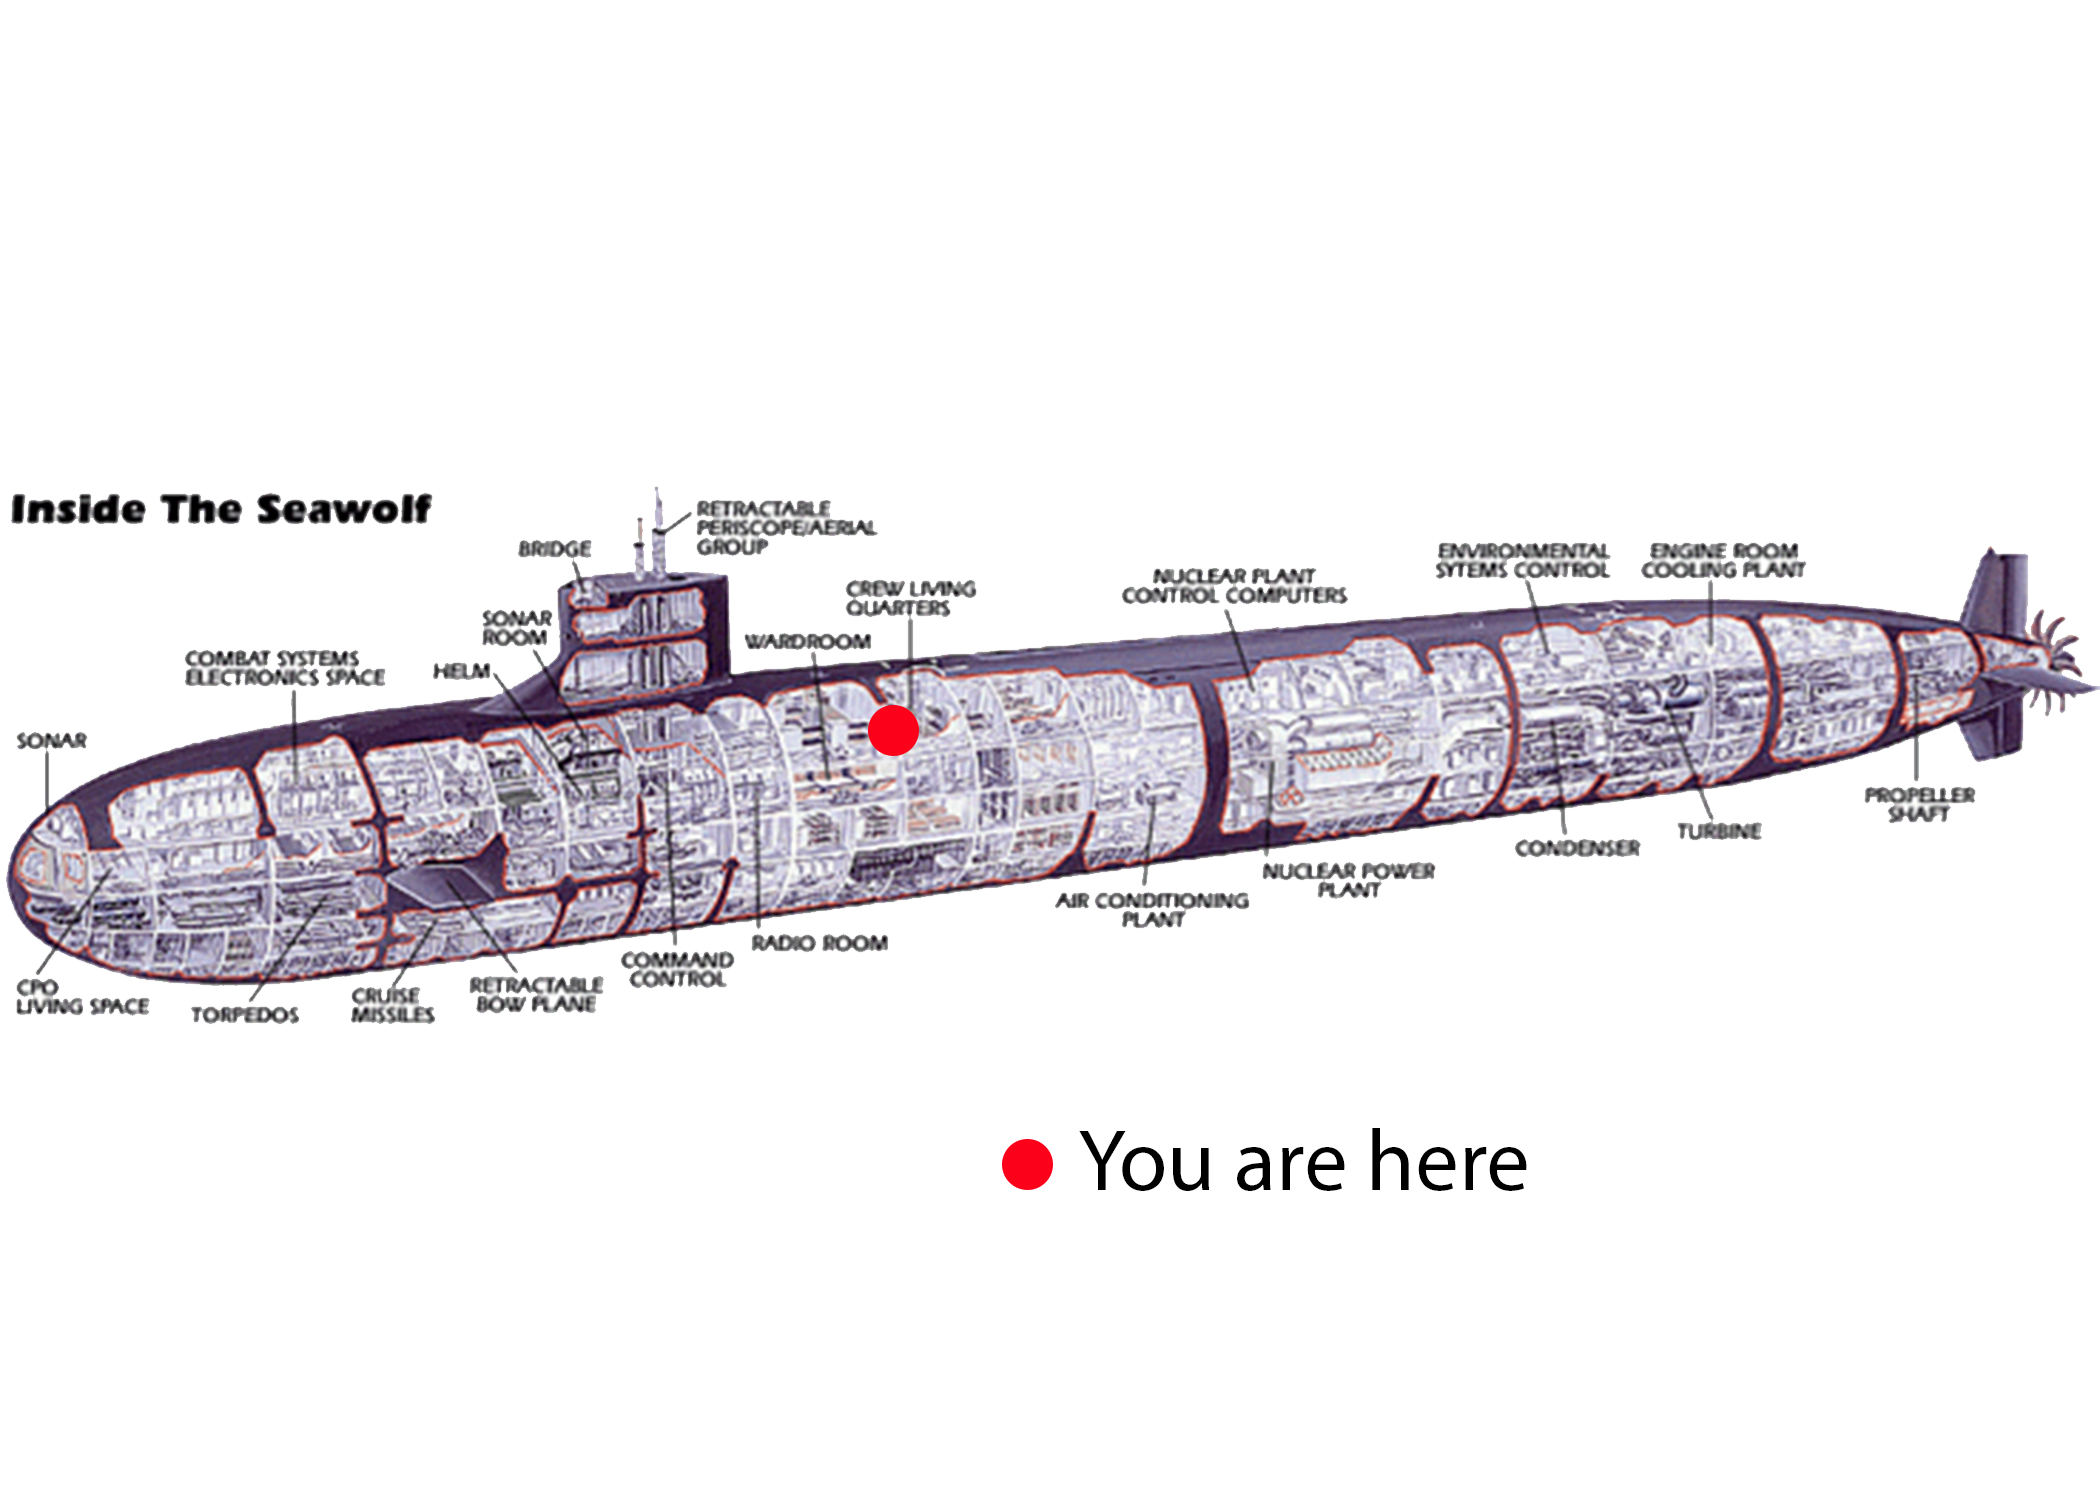 Inside The Seawolf
RETRACTABLE
PERISCOPE/AERIAL
GROUP
BRIDGE
CREW LIVING
QUARTERS
SONAR
ROOM
WARDROOM
HELM
COMBAT SYSTEMS
ELECTRONICS SPACE
SONAR
NUCLEAR PLANT
CONTROL COMPUTERS
ENVIRONMENTAL
SYTEMS CONTROL
ENGINE ROOM
COOLING PLANT
PROPELLER
SHAFT
TURBINE
CONDENSER
NUCLEAR POWER
PLANT
AIR CONDITIONING
PLANT
RADIO ROOM
COMMAND
CONTROL
RETRACTABLE
BOW PLANE
CRUISE
MISSILES
TORPEDOS
CPO
LIVING SPACE
You are here